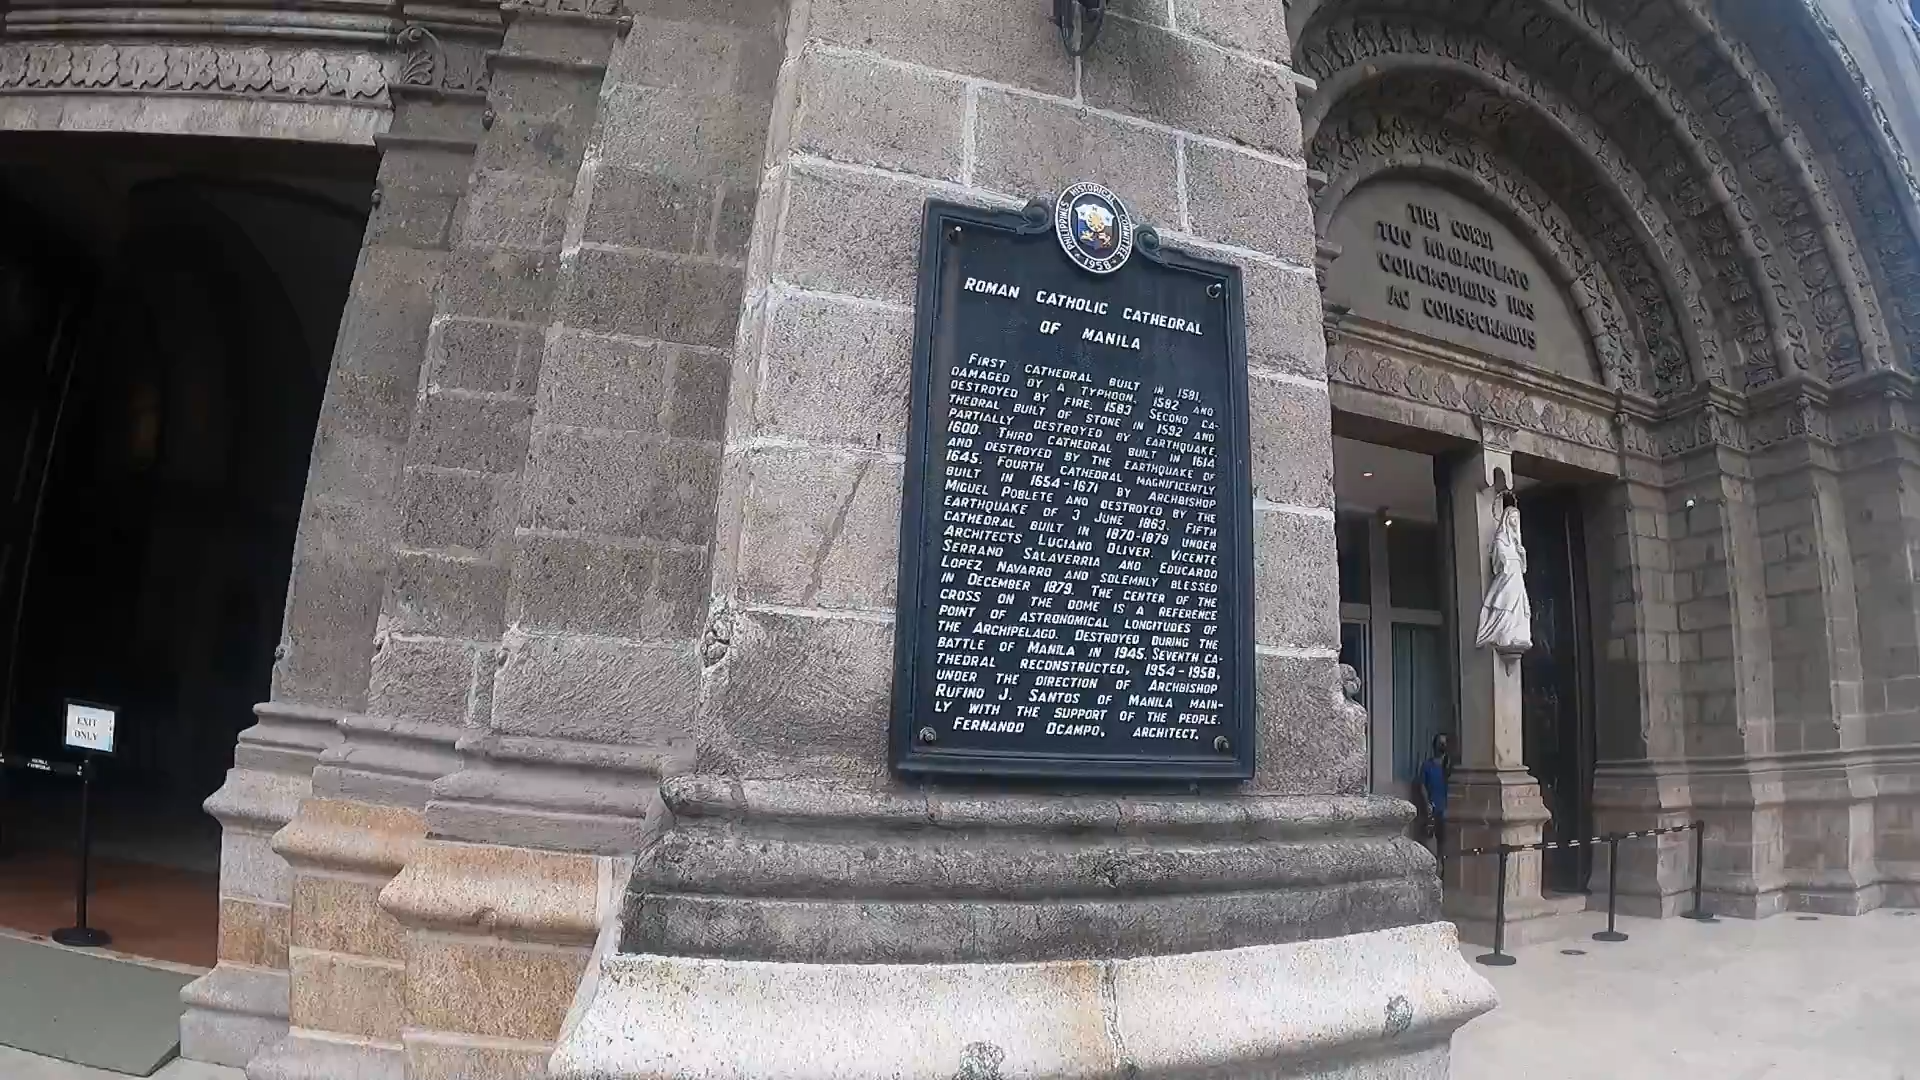 EXIT
ONLY
PHILIPPINES HISTORICAL COMMITTEE
1958
ROMAN CATHOLIC CATHEDRAL
OF MANILA
FIRST CATHEDRAL BUILT IN 1581,
DAMAGED BY A TYPHOON, 1582 AND
DESTROYED BY FIRE, 1583 SECOND CA-
THEDRAL BUILT OF STONE IN 1592 AND
PARTIALLY DESTROYED BY EARTHQUAKE,
1600. THIRD CATHEDRAL BUILT IN 1614
AND DESTROYED BY THE EARTHQUAKE OF
1645. FOURTH CATHEDRAL MAGNIFICENTLY
BUILT IN 1654-1671 BY ARCHBISHOP
MIGUEL POBLETE AND DESTROYED BY THE
EARTHQUAKE OF 3 JUNE 1863. FIFTH
CATHEDRAL BUILT IN 1870-1879 UNDER
ARCHITECTS LUCIANO OLIVER, VICENTE
SERRANO SALAVERRIA AND EDUCARDO
LOPEZ NAVARRO AND SOLEMNLY BLESSED
IN DECEMBER 1879. THE CENTER OF THE
CROSS ON THE DOME IS A REFERENCE
POINT OF ASTRONOMICAL LONGITUDES OF
THE ARCHIPELAGO. DESTROYED DURING THE
BATTLE OF MANILA IN 1945. SEVENTH CA-
THEDRAL RECONSTRUCTED, 1954-1958,
UNDER THE DIRECTION OF ARCHBISHOP
RUFINO J. SANTOS OF MANILA MAIN-
LY WITH THE SUPPORT OF THE PEOPLE.
FERNANDO OCAMPO, ARCHITECT.
TIBI CORDI
TUO IMMACULATO
CONCREDIMUS NOS
AC CONSECRAMUS